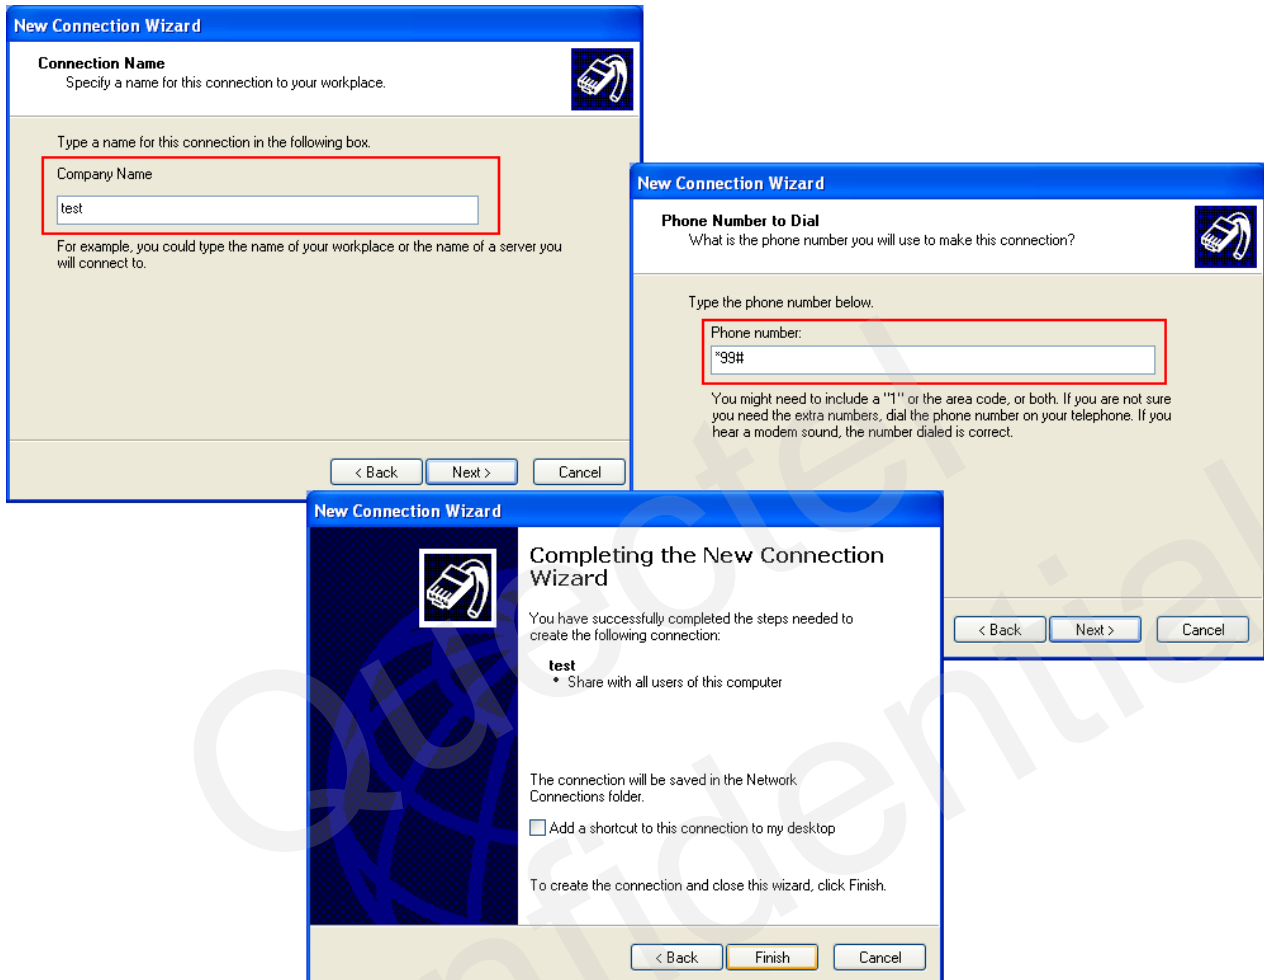 New Connection Wizard
Connection Name
Specify a name for this connection to your workplace.
Type a name for this connection in the following box.
Company Name
test
For example, you could type the name of your workplace or the name of a server you
will connect to.
< Back
Next >
Cancel
New Connection Wizard
Phone Number to Dial
What is the phone number you will use to make this connection?
Type the phone number below.
Phone number:
*99#
You might need to include a "1" or the area code, or both. If you are not sure
you need the extra numbers, dial the phone number on your telephone. If you
hear a modem sound, the number dialed is correct.
< Back
Next >
Cancel
New Connection Wizard
Completing the New Connection
Wizard
You have successfully completed the steps needed to
create the following connection:
test
• Share with all users of this computer
The connection will be saved in the Network
Connections folder.
Add a shortcut to this connection to my desktop
To create the connection and close this wizard, click Finish.
< Back
Finish
Cancel
Quectel